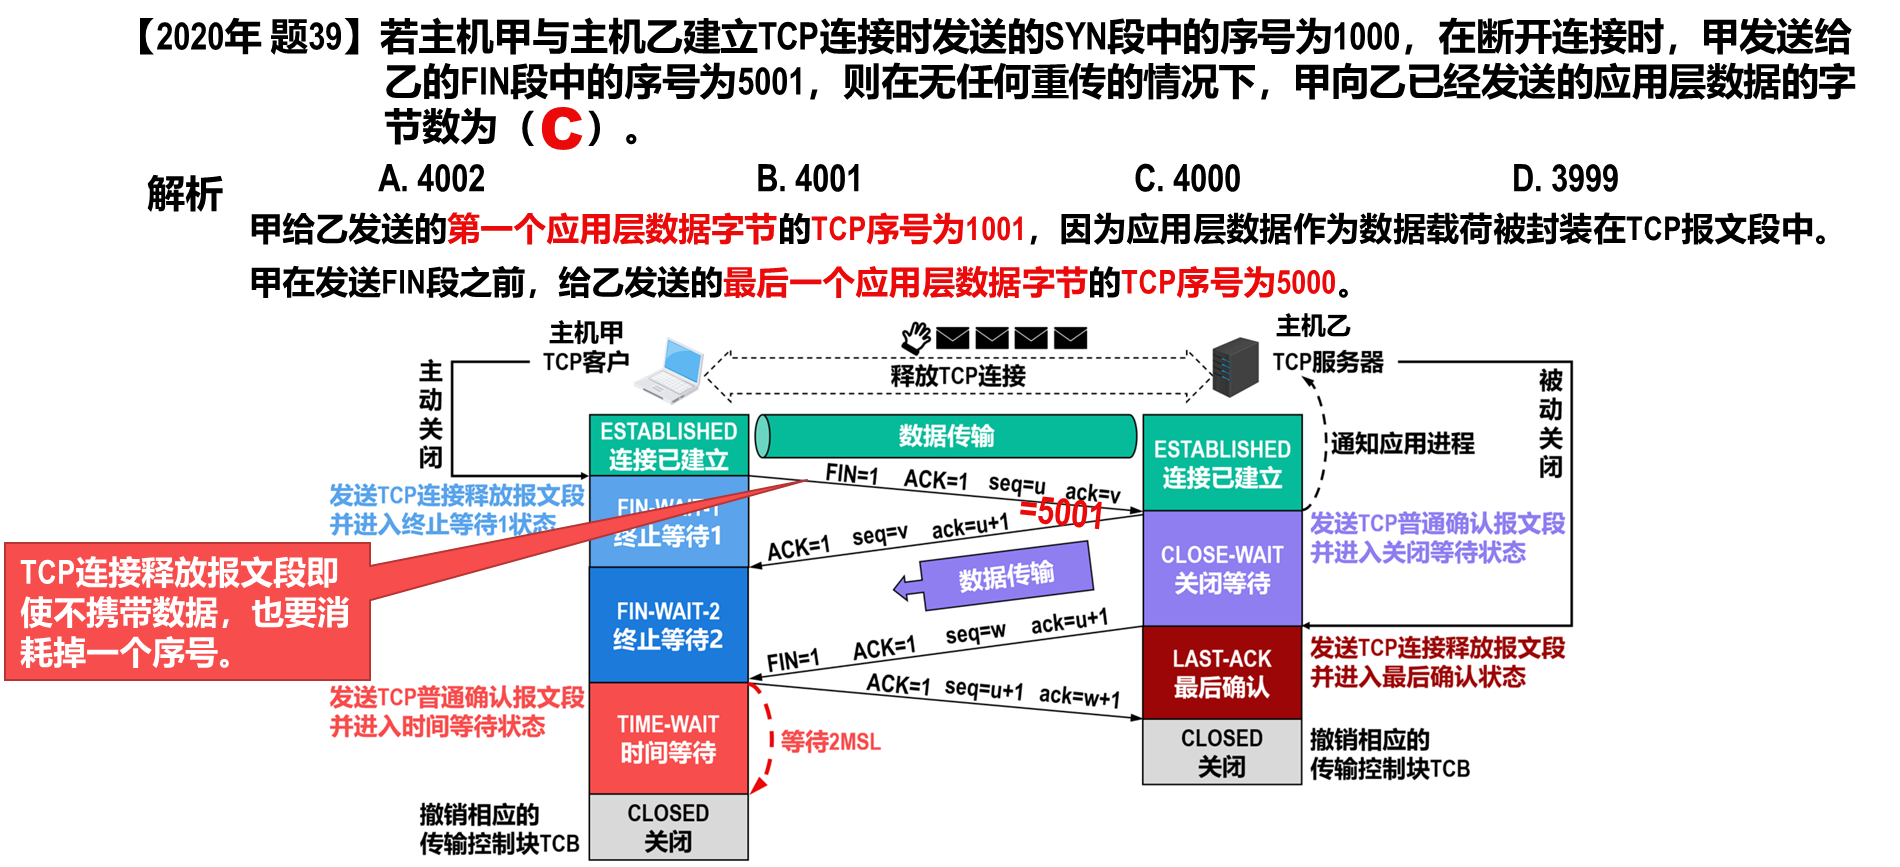 【2020年 题39】若主机甲与主机乙建立TCP连接时发送的SYN段中的序号为1000，在断开连接时，甲发送给
乙的FIN段中的序号为5001，则在无任何重传的情况下，甲向乙已经发送的应用层数据的字
节数为（C）。
A. 4002 B. 4001 C. 4000 D. 3999
解析
甲给乙发送的第一个应用层数据字节的TCP序号为1001，因为应用层数据作为数据载荷被封装在TCP报文段中。
甲在发送FIN段之前，给乙发送的最后一个应用层数据字节的TCP序号为5000。
主机甲
TCP客户
主机乙
TCP服务器
释放TCP连接
主动关闭
被动关闭
ESTABLISHED
连接已建立
数据传输
ESTABLISHED
连接已建立
通知应用进程
FIN=1 ACK=1 seq=u ack=v
=5001
发送TCP连接释放报文段
并进入终止等待1状态
FIN-WAIT-1
终止等待1
ACK=1 seq=v ack=u+1
发送TCP普通确认报文段
并进入关闭等待状态
CLOSE-WAIT
关闭等待
数据传输
TCP连接释放报文段即
使不携带数据，也要消
耗掉一个序号。
FIN-WAIT-2
终止等待2
FIN=1 ACK=1 seq=w ack=u+1
发送TCP连接释放报文段
并进入最后确认状态
LAST-ACK
最后确认
ACK=1 seq=u+1 ack=w+1
发送TCP普通确认报文段
并进入时间等待状态
TIME-WAIT
时间等待
等待2MSL
CLOSED
关闭
撤销相应的
传输控制块TCB
撤销相应的
传输控制块TCB
CLOSED
关闭